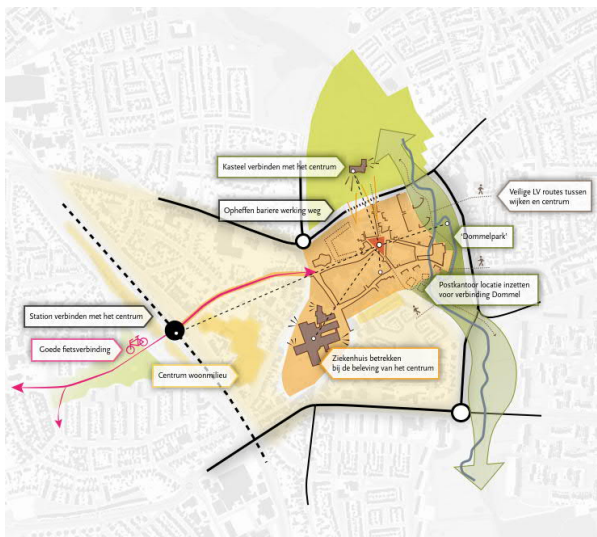 Kasteel verbinden met het centrum
Veilige LV routes tussen
wijken en centrum
Opheffen bariere werking weg
'Dommelpark'
Postkantoor locatie inzetten
voor verbinding Dommel
Station verbinden met het centrum
Goede fietsverbinding
Centrum woonmilieu
Ziekenhuis betrekken
bij de beleving van het centrum